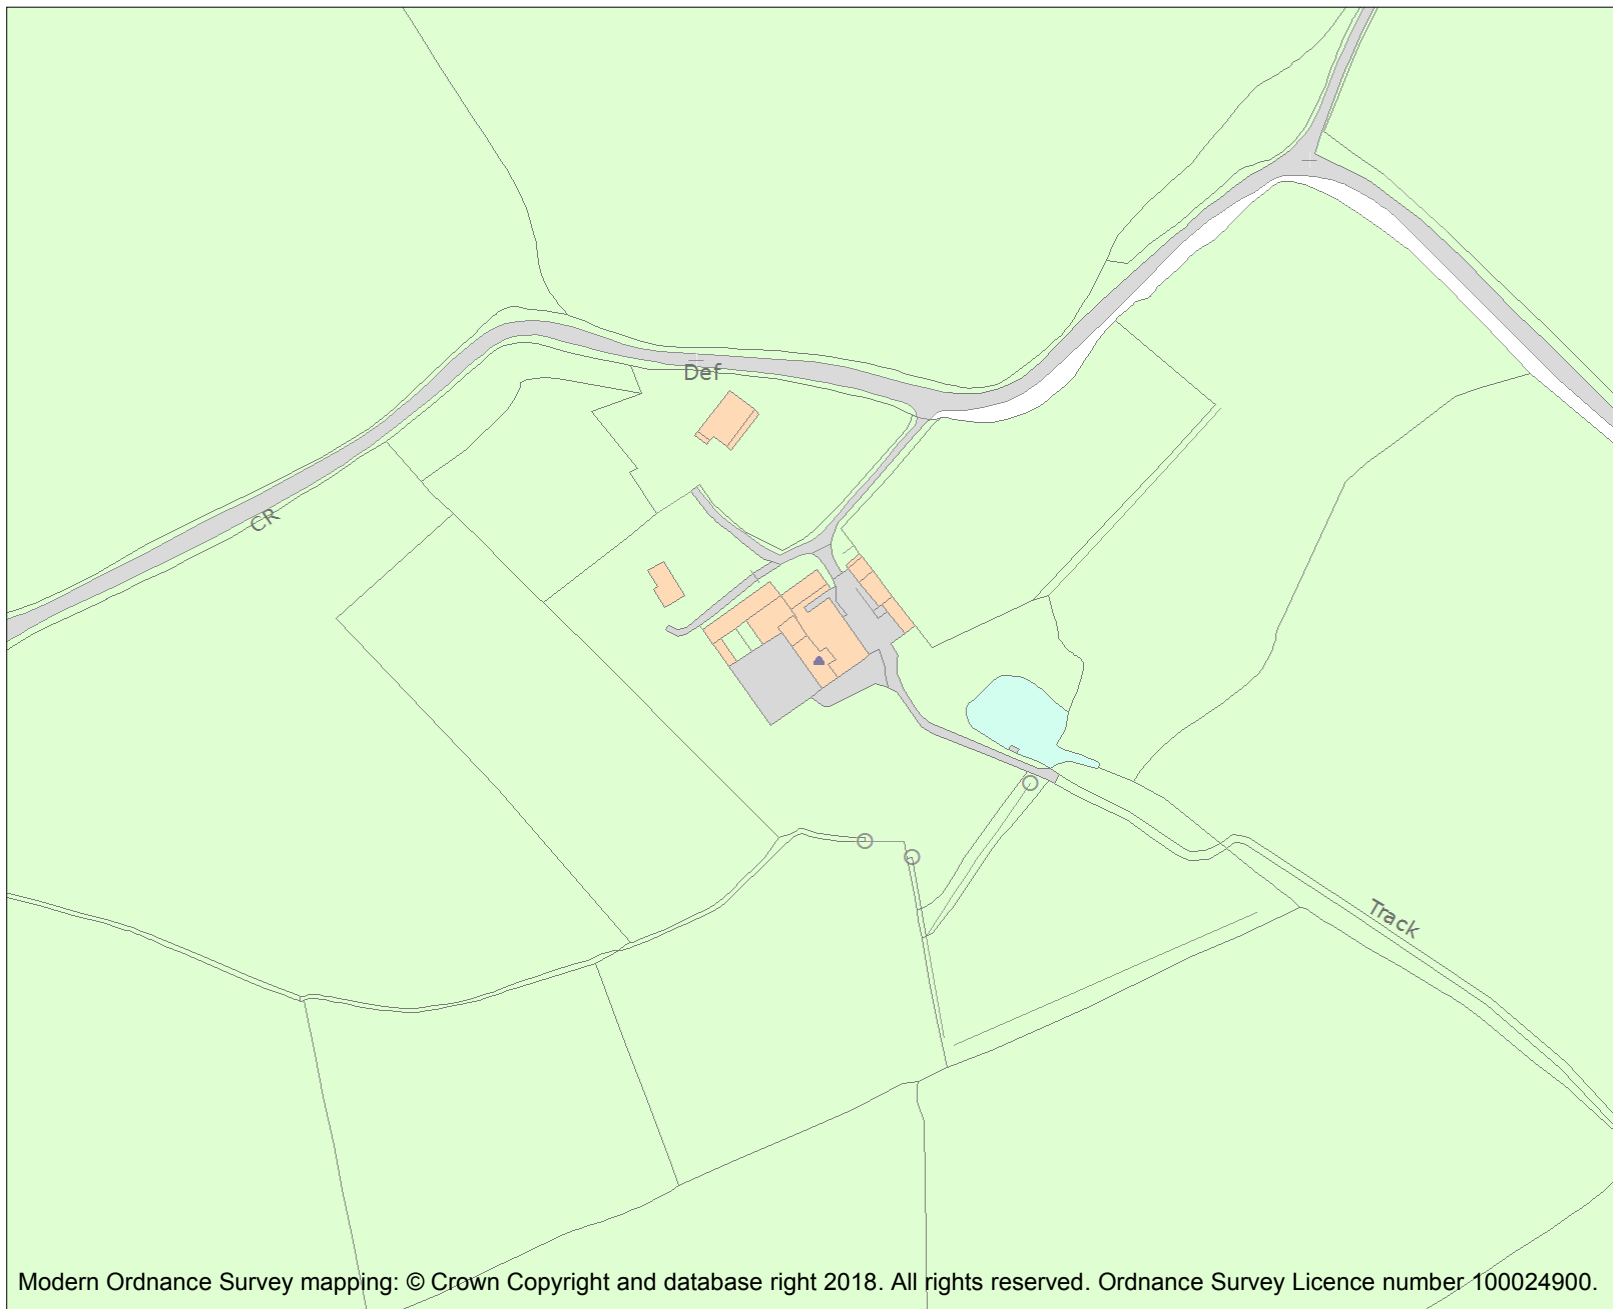 Def
CR
Track
Modern Ordnance Survey mapping: © Crown Copyright and database right 2018. All rights reserved. Ordnance Survey Licence number 100024900.